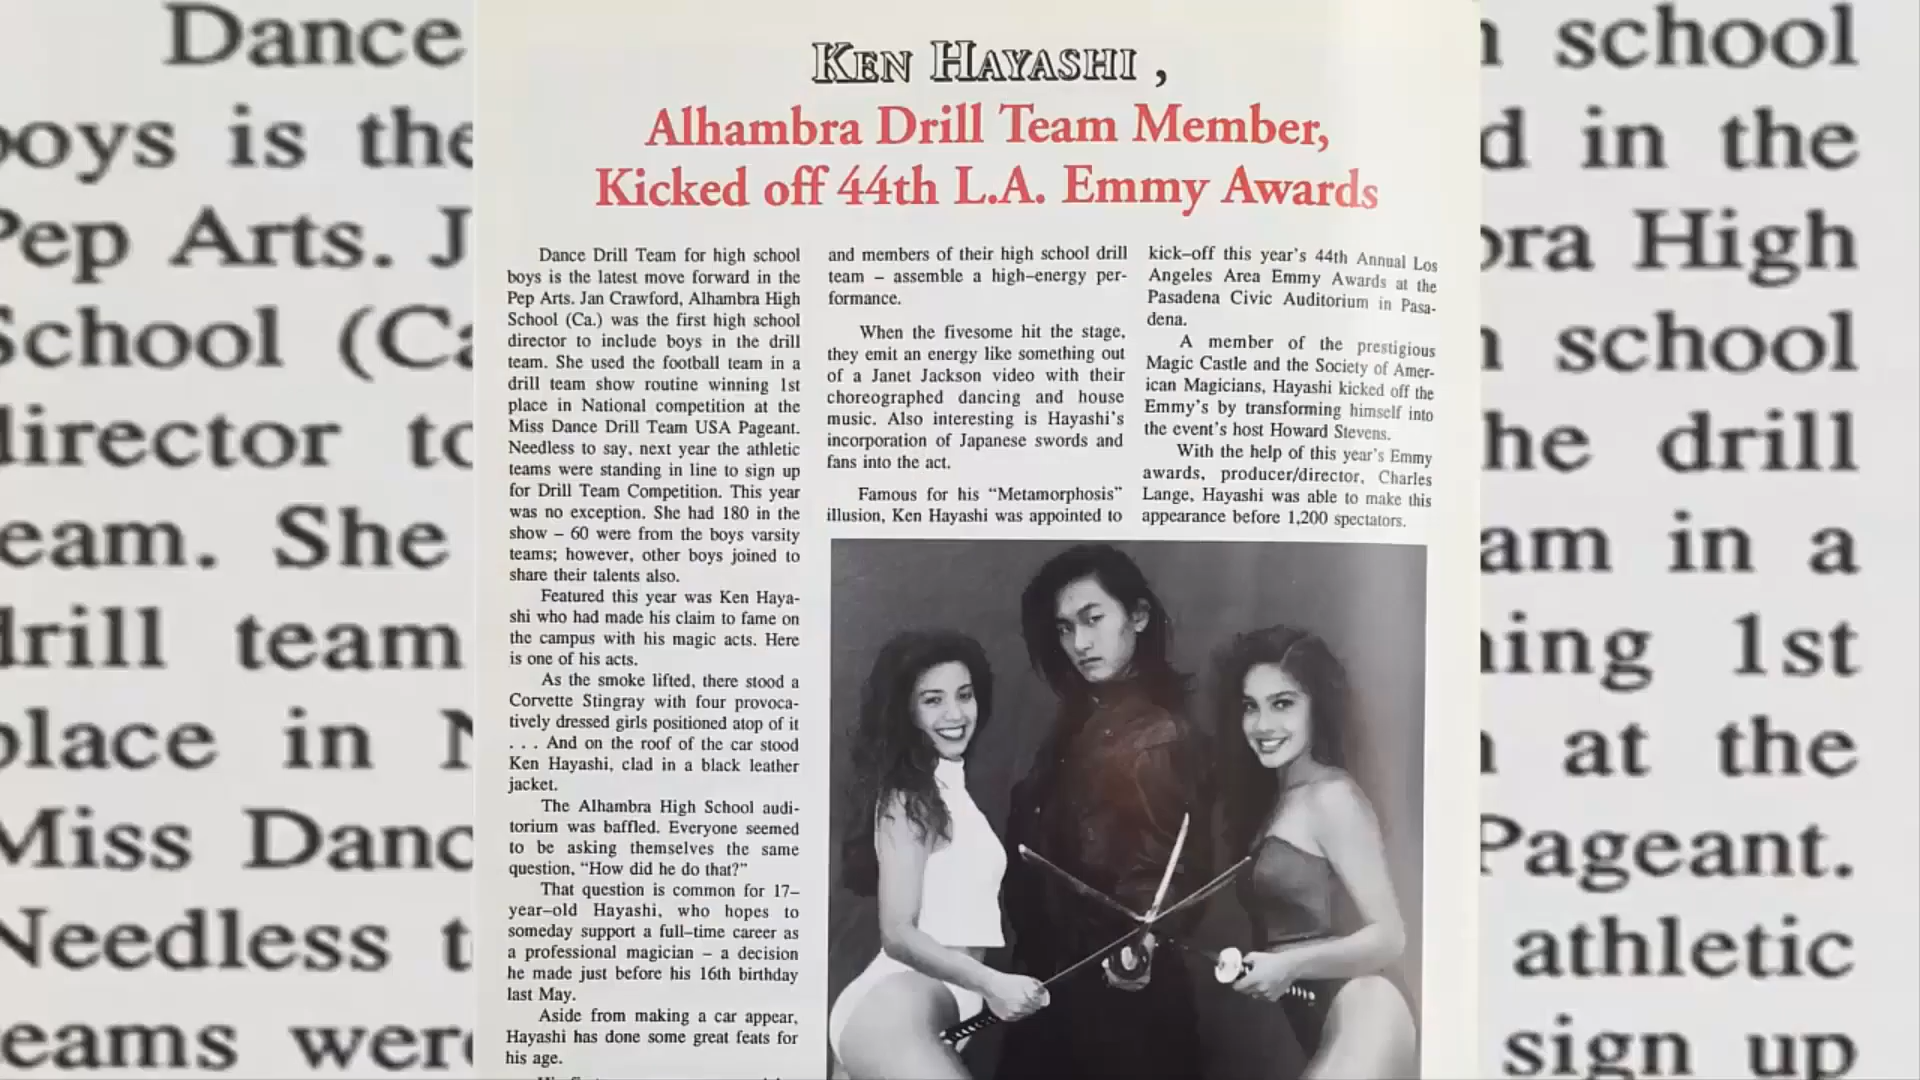 KEN HAYASHI ,
Alhambra Drill Team Member,
Kicked off 44th L.A. Emmy Awards
Dance Drill Team for high school
boys is the latest move forward in the
Pep Arts. Jan Crawford, Alhambra High
School (Ca.) was the first high school
director to include boys in the drill
team. She used the football team in a
drill team show routine winning 1st
place in National competition at the
Miss Dance Drill Team USA Pageant.
Needless to say, next year the athletic
teams were standing in line to sign up
for Drill Team Competition. This year
was no exception. She had 180 in the
show – 60 were from the boys varsity
teams; however, other boys joined to
share their talents also.
Featured this year was Ken Haya-
shi who had made his claim to fame on
the campus with his magic acts. Here
is one of his acts.
As the smoke lifted, there stood a
Corvette Stingray with four provoca-
tively dressed girls positioned atop of it
. . . And on the roof of the car stood
Ken Hayashi, clad in a black leather
jacket.
The Alhambra High School audi-
torium was baffled. Everyone seemed
to be asking themselves the same
question, “How did he do that?”
That question is common for 17–
year–old Hayashi, who hopes to
someday support a full–time career as
a professional magician – a decision
he made just before his 16th birthday
last May.
Aside from making a car appear,
Hayashi has done some great feats for
his age.
and members of their high school drill
team – assemble a high–energy per-
formance.
When the fivesome hit the stage,
they emit an energy like something out
of a Janet Jackson video with their
choreographed dancing and house
music. Also interesting is Hayashi’s
incorporation of Japanese swords and
fans into the act.
Famous for his “Metamorphosis”
illusion, Ken Hayashi was appointed to
kick–off this year’s 44th Annual Los
Angeles Area Emmy Awards at the
Pasadena Civic Auditorium in Pasa-
dena.
A member of the prestigious
Magic Castle and the Society of Amer-
ican Magicians, Hayashi kicked off the
Emmy’s by transforming himself into
the event’s host Howard Stevens.
With the help of this year’s Emmy
awards, producer/director, Charles
Lange, Hayashi was able to make this
appearance before 1,200 spectators.